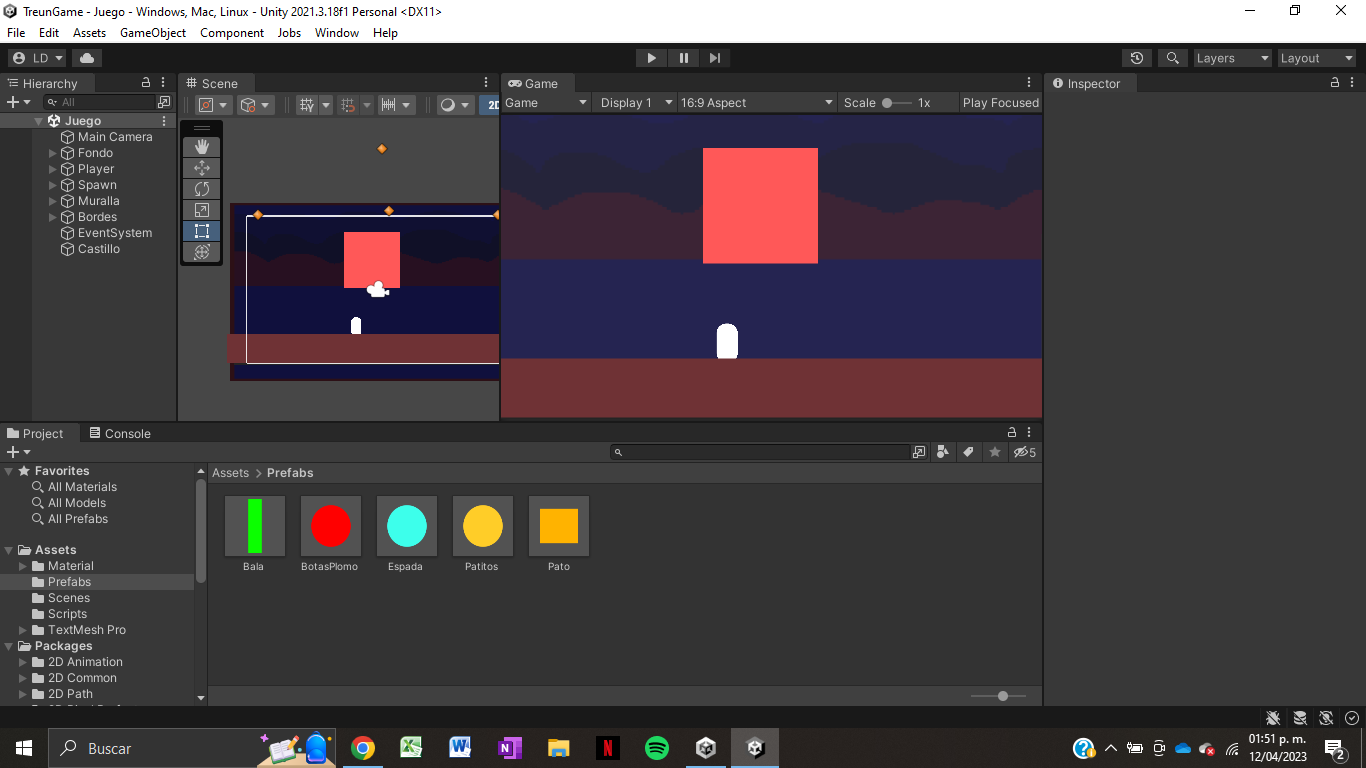 TreunGame - Juego - Windows, Mac, Linux - Unity 2021.3.18f1 Personal <DX11>
File Edit Assets GameObject Component Jobs Window Help
LD Layers Layout
Hierarchy
All
Juego
Main Camera
Fondo
Player
Spawn
Muralla
Bordes
EventSystem
Castillo
Scene
2D
Game
Game Display 1 16:9 Aspect Scale 1x Play Focused
Inspector
Project Console
5
Favorites
All Materials
All Models
All Prefabs
Assets
Material
Prefabs
Scenes
Scripts
TextMesh Pro
Packages
2D Animation
2D Common
2D Path
Assets > Prefabs
Bala BotasPlomo Espada Patitos Pato
Buscar
01:51 p. m.
12/04/2023
2